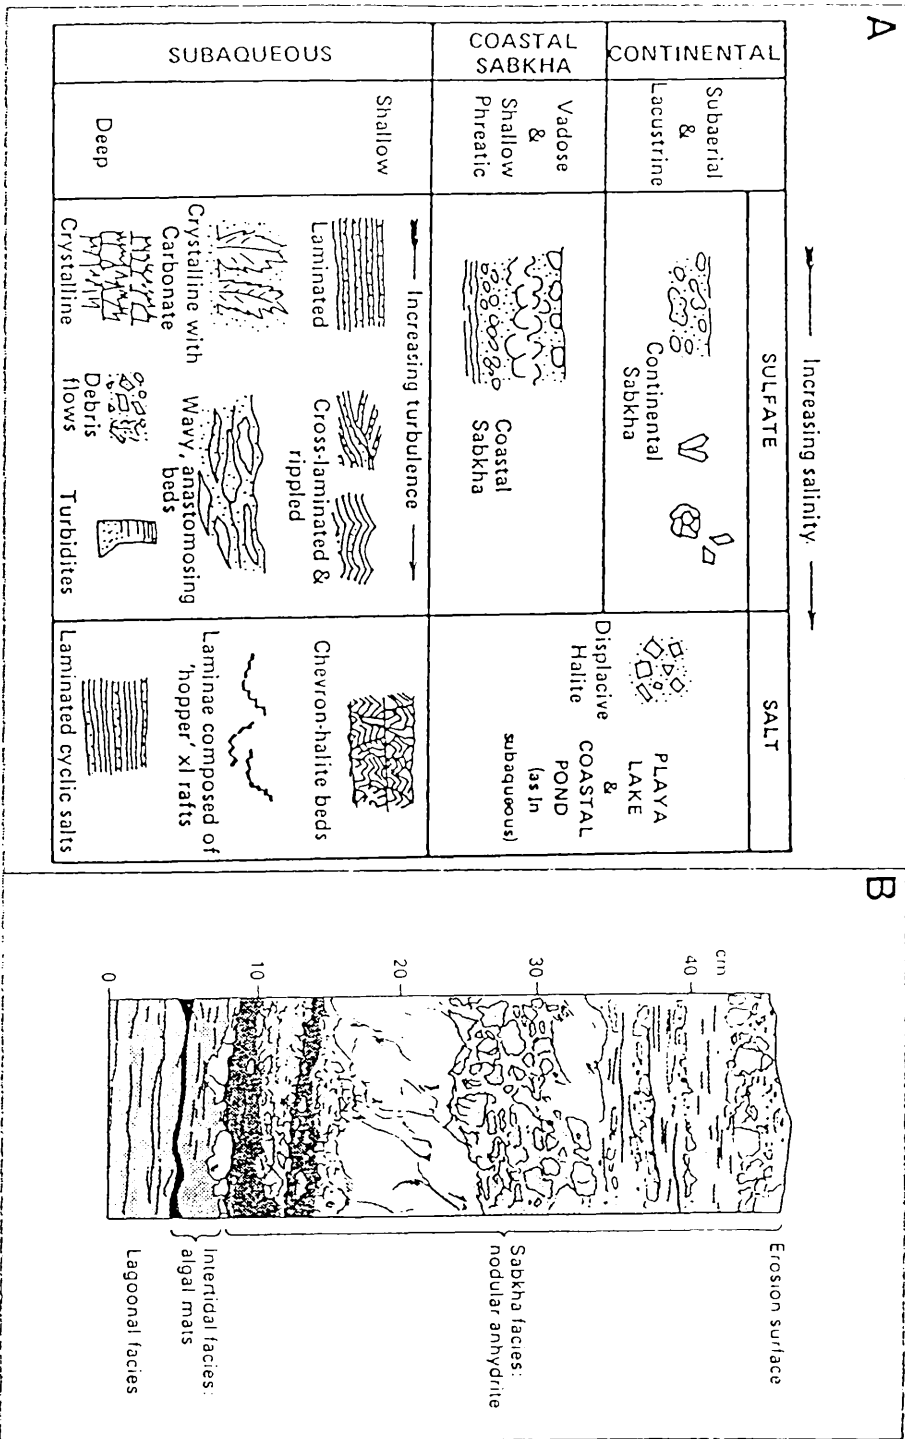 A
Increasing salinity
SULFATE
SALT
CONTINENTAL
Subaerial
&
Lacustrine
Continental
Sabkha
Displacive
Halite
PLAYA
LAKE
&
COASTAL
POND
(as In
subaqueous)
COASTAL
SABKHA
Vadose
&
Shallow
Phreatic
Coastal
Sabkha
SUBAQUEOUS
Shallow
Deep
Increasing turbulence
Laminated
Cross-laminated &
rippled
Chevron-halite beds
Crystalline with
Carbonate
Wavy, anastomosing
beds
Laminae composed of
'hopper' xl rafts
Crystalline
Debris
flows
Turbidites
Laminated cyclic salts
B
cm
40
30
20
10
0
Erosion surface
Sabkha facies:
nodular anhydrite
Intertidal facies:
algal mats
Lagoonal facies